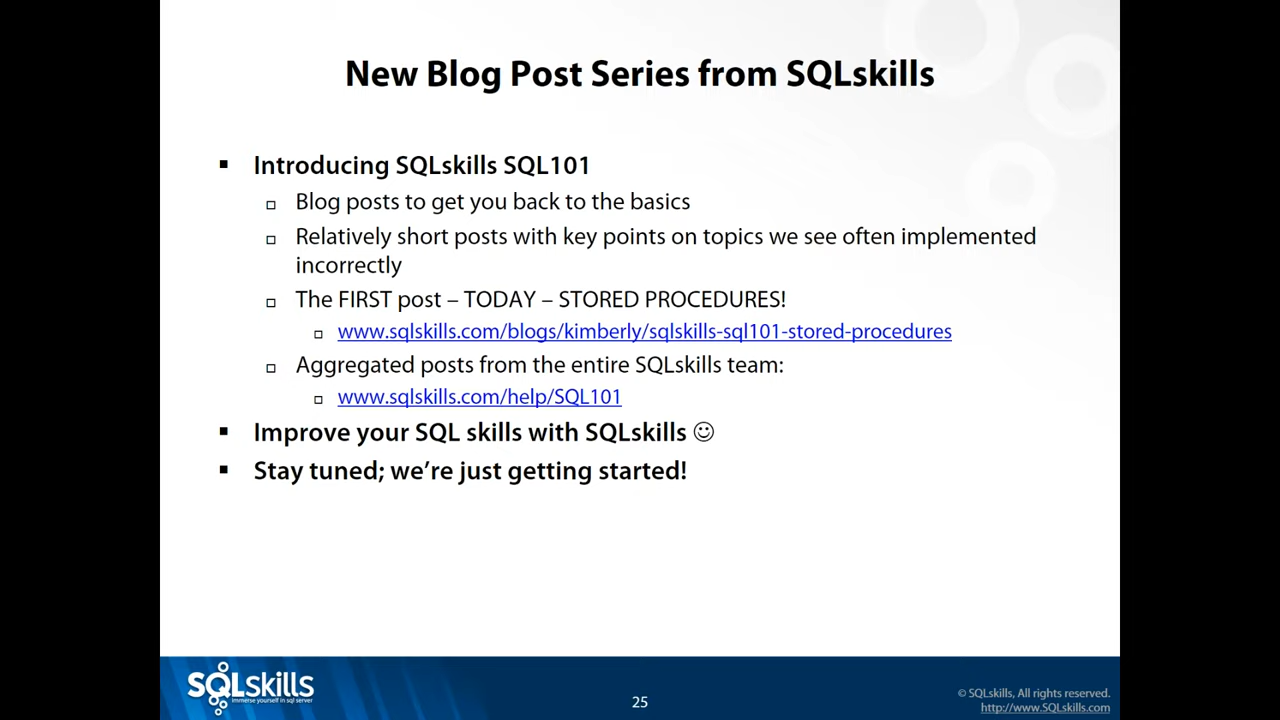 New Blog Post Series from SQLskills
Introducing SQLskills SQL101
Blog posts to get you back to the basics
Relatively short posts with key points on topics we see often implemented
incorrectly
The FIRST post – TODAY – STORED PROCEDURES!
www.sqlskills.com/blogs/kimberly/sqlskills-sql101-stored-procedures
Aggregated posts from the entire SQLskills team:
www.sqlskills.com/help/SQL101
Improve your SQL skills with SQLskills ☺
Stay tuned; we’re just getting started!
SQLskills
immerse yourself in sql server
25
© SQLskills, All rights reserved.
http://www.SQLskills.com